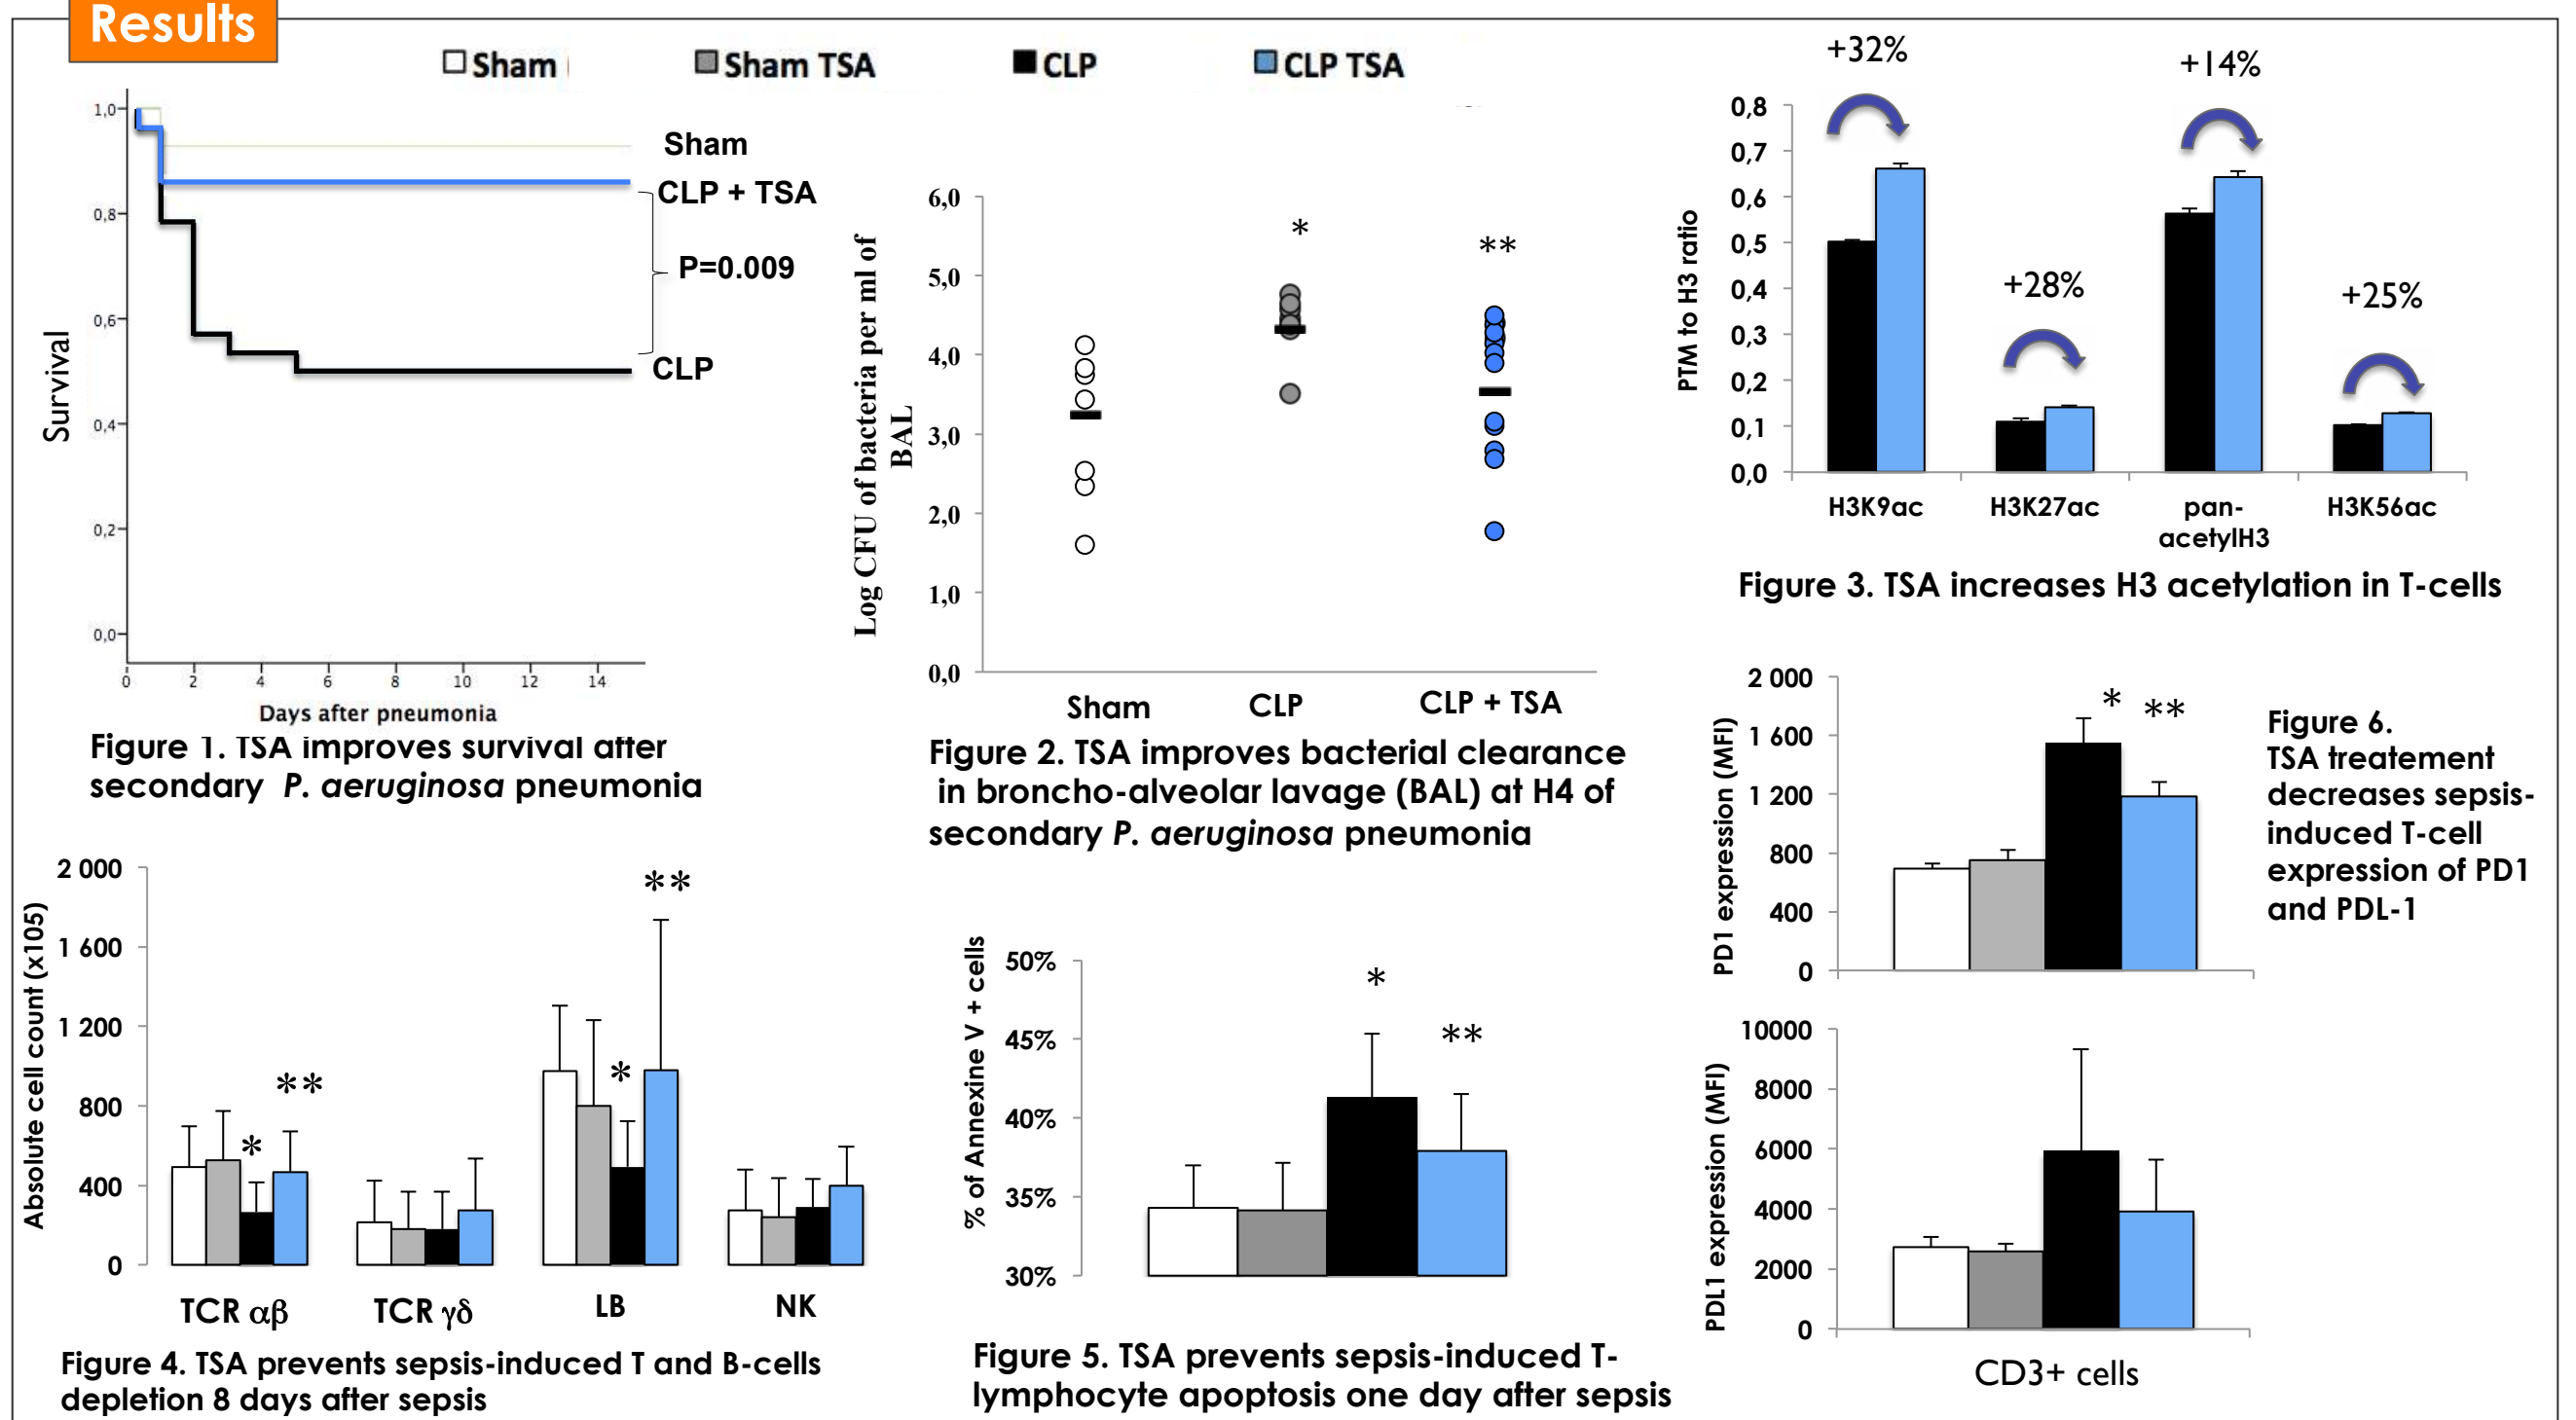 Results
Sham
Sham TSA
CLP
CLP TSA
Survival
1,0
0,8
0,6
0,4
0,2
0,0
0 2 4 6 8 10 12 14
Days after pneumonia
Sham
CLP + TSA
P=0.009
CLP
Figure 1. TSA improves survival after
secondary P. aeruginosa pneumonia
Log CFU of bacteria per ml of
BAL
6,0
5,0
4,0
3,0
2,0
1,0
0,0
*
**
Sham
CLP
CLP + TSA
Figure 2. TSA improves bacterial clearance
in broncho-alveolar lavage (BAL) at H4 of
secondary P. aeruginosa pneumonia
PTM to H3 ratio
0,8
0,7
0,6
0,5
0,4
0,3
0,2
0,1
0,0
+32%
+28%
+14%
+25%
H3K9ac
H3K27ac
pan-
acetylH3
H3K56ac
Figure 3. TSA increases H3 acetylation in T-cells
Absolute cell count (x105)
2 000
1 600
1 200
800
400
0
*
**
*
**
TCR αβ
TCR γδ
LB
NK
Figure 4. TSA prevents sepsis-induced T and B-cells
depletion 8 days after sepsis
% of Annexine V + cells
50%
45%
40%
35%
30%
*
**
Figure 5. TSA prevents sepsis-induced T-
lymphocyte apoptosis one day after sepsis
PD1 expression (MFI)
2 000
1 600
1 200
800
400
0
*
**
Figure 6.
TSA treatement
decreases sepsis-
induced T-cell
expression of PD1
and PDL-1
PDL1 expression (MFI)
10000
8000
6000
4000
2000
0
CD3+ cells